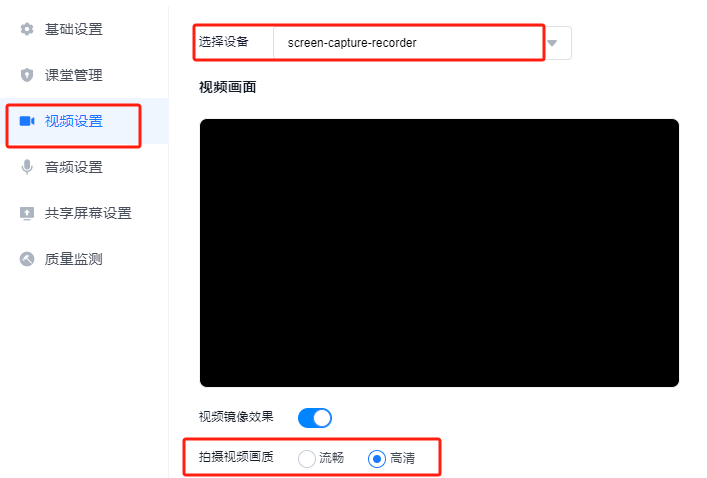 基础设置
课堂管理
视频设置
音频设置
共享屏幕设置
质量监测
选择设备 screen-capture-recorder
视频画面
视频镜像效果
拍摄视频画质 流畅 高清